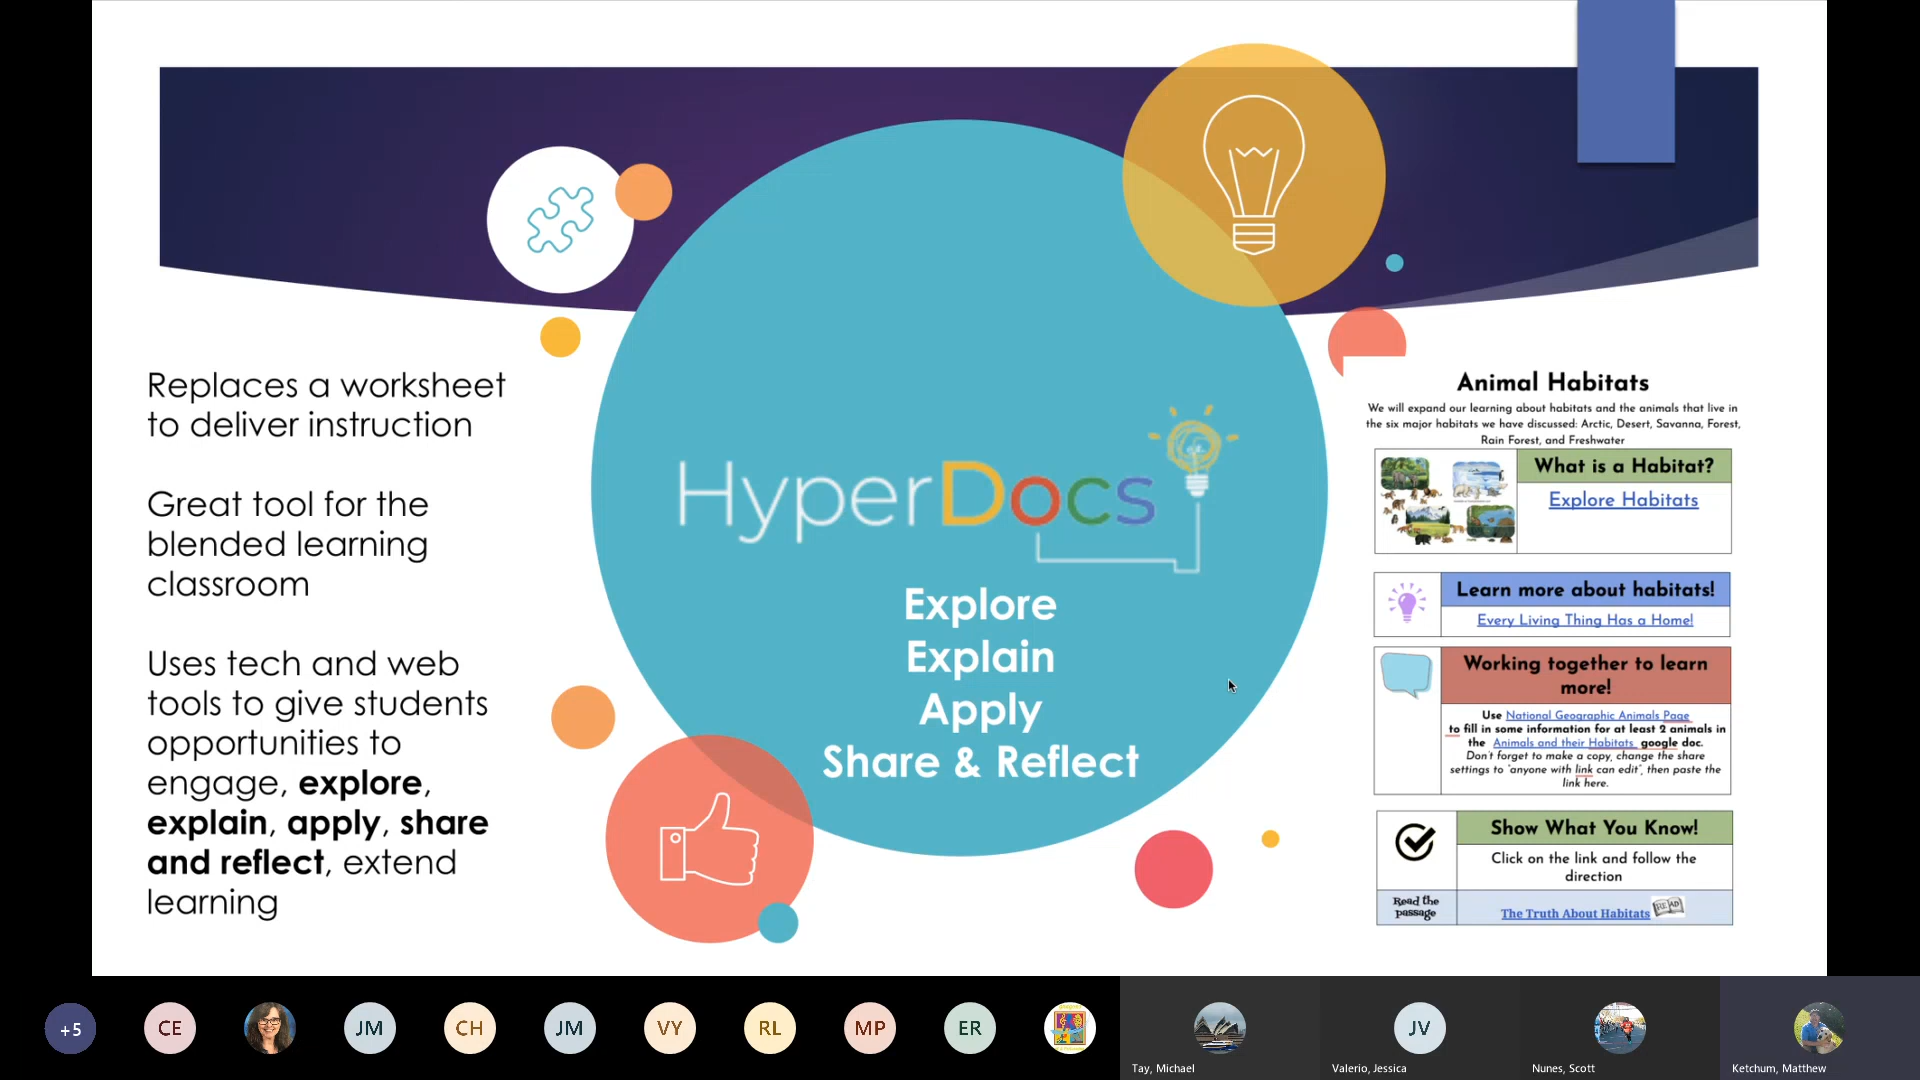 Replaces a worksheet
to deliver instruction
Great tool for the
blended learning
classroom
Uses tech and web
tools to give students
opportunities to
engage, explore,
explain, apply, share
and reflect, extend
learning
HyperDocs
Explore
Explain
Apply
Share & Reflect
Animal Habitats
We will expand our learning about habitats and the animals that live in
the six major habitats we have discussed: Arctic, Desert, Savanna, Forest,
Rain Forest, and Freshwater
What is a Habitat?
Explore Habitats
Learn more about habitats!
Every Living Thing Has a Home!
Working together to learn
more!
Use National Geographic Animals Page
to fill in some information for at least 2 animals in
the Animals and their Habitats google doc.
Don't forget to make a copy, change the share
settings to "anyone with link can edit", then paste the
link here.
Show What You Know!
Click on the link and follow the
direction
Read the
passage
The Truth About Habitats
READ
+5
CE
JM
CH
JM
VY
RL
MP
ER
JV
Tay, Michael
Valerio, Jessica
Nunes, Scott
Ketchum, Matthew